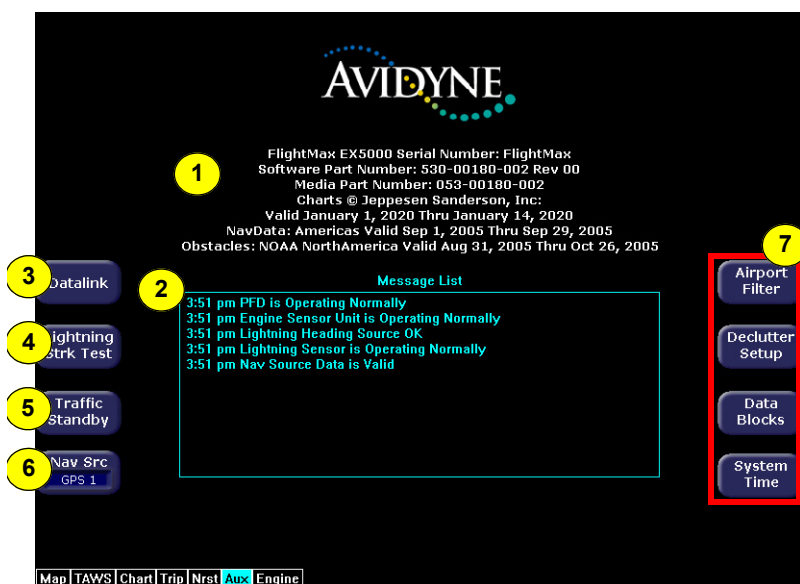 AVIDYNE
FlightMax EX5000 Serial Number: FlightMax
Software Part Number: 530-00180-002 Rev 00
Media Part Number: 053-00180-002
Charts © Jeppesen Sanderson, Inc:
Valid January 1, 2020 Thru January 14, 2020
NavData: Americas Valid Sep 1, 2005 Thru Sep 29, 2005
Obstacles: NOAA NorthAmerica Valid Aug 31, 2005 Thru Oct 26, 2005
1
2
Message List
3:51 pm PFD is Operating Normally
3:51 pm Engine Sensor Unit is Operating Normally
3:51 pm Lightning Heading Source OK
3:51 pm Lightning Sensor is Operating Normally
3:51 pm Nav Source Data is Valid
3
Datalink
4
Lightning
Strk Test
5
Traffic
Standby
6
Nav Src
GPS 1
7
Airport
Filter
Declutter
Setup
Data
Blocks
System
Time
Map TAWS Chart Trip Nrst Aux Engine